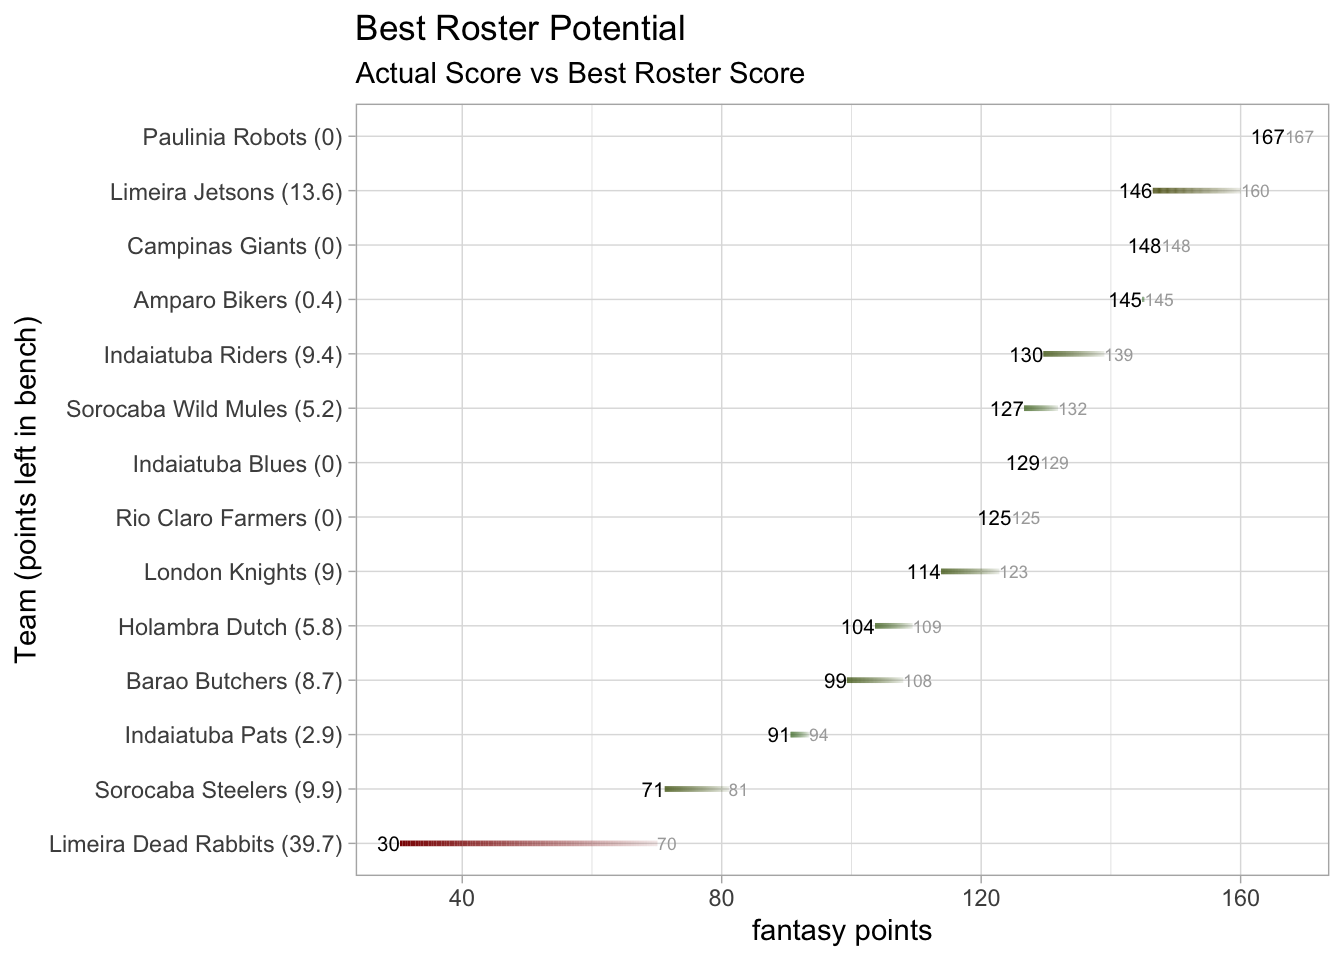 Best Roster Potential
Actual Score vs Best Roster Score
Team (points left in bench)
Paulinia Robots (0) 167 167
Limeira Jetsons (13.6) 146 160
Campinas Giants (0) 148 148
Amparo Bikers (0.4) 145 145
Indaiatuba Riders (9.4) 130 139
Sorocaba Wild Mules (5.2) 127 132
Indaiatuba Blues (0) 129 129
Rio Claro Farmers (0) 125 125
London Knights (9) 114 123
Holambra Dutch (5.8) 104 109
Barao Butchers (8.7) 99 108
Indaiatuba Pats (2.9) 91 94
Sorocaba Steelers (9.9) 71 81
Limeira Dead Rabbits (39.7) 30 70
40 80 120 160
fantasy points